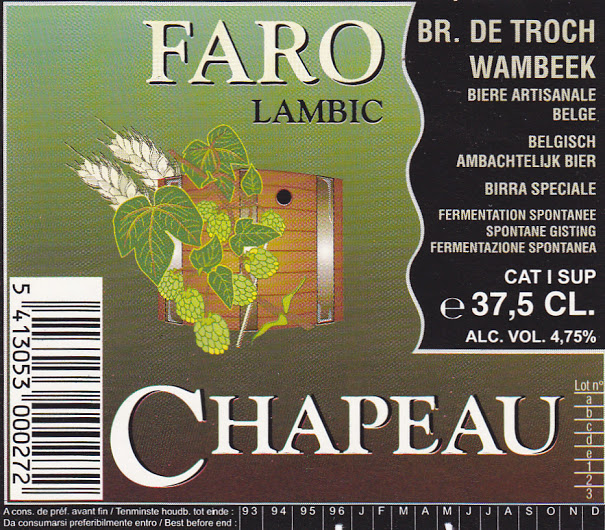 FARO
LAMBIC
BR. DE TROCH
WAMBEEK
BIERE ARTISANALE
BELGE
BELGISCH
AMBACHTELIJK BIER
BIRRA SPECIALE
FERMENTATION SPONTANEE
SPONTANE GISTING
FERMENTAZIONE SPONTANEA
CAT I SUP
℮ 37,5 CL.
ALC. VOL. 4,75%
5 413053 000272
CHAPEAU
Lot n°
a
b
c
d
e
1
2
3
A cons. de préf. avant fin / Tenminste houdb. tot einde : 93 94 95 96 J F M A M J J A S O N D
Da consumarsi preferibilmente entro / Best before end :